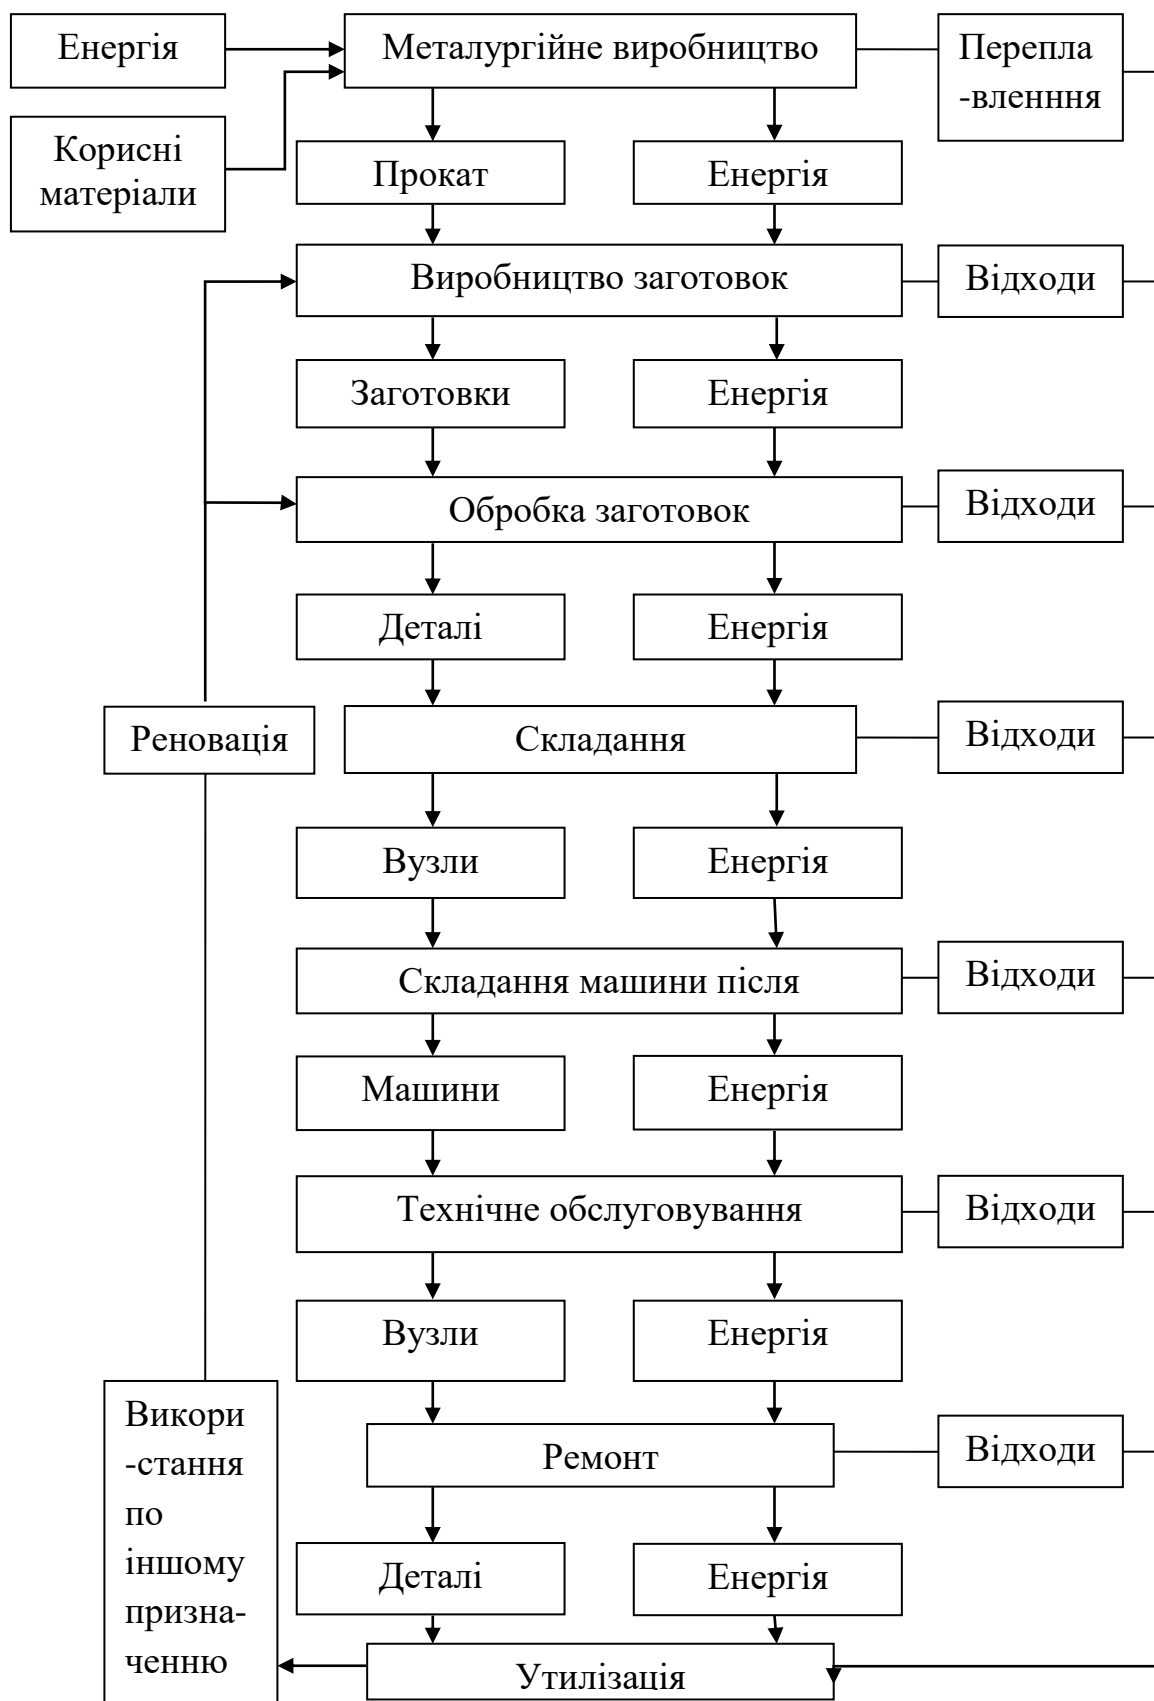 Енергія
Металургійне виробництво
Перепла
-вленння
Корисні
матеріали
Прокат
Енергія
Виробництво заготовок
Відходи
Заготовки
Енергія
Обробка заготовок
Відходи
Деталі
Енергія
Реновація
Складання
Відходи
Вузли
Енергія
Складання машини після
Відходи
Машини
Енергія
Технічне обслуговування
Відходи
Вузли
Енергія
Викори
-стання
по
іншому
призна-
ченню
Ремонт
Відходи
Деталі
Енергія
Утилізація